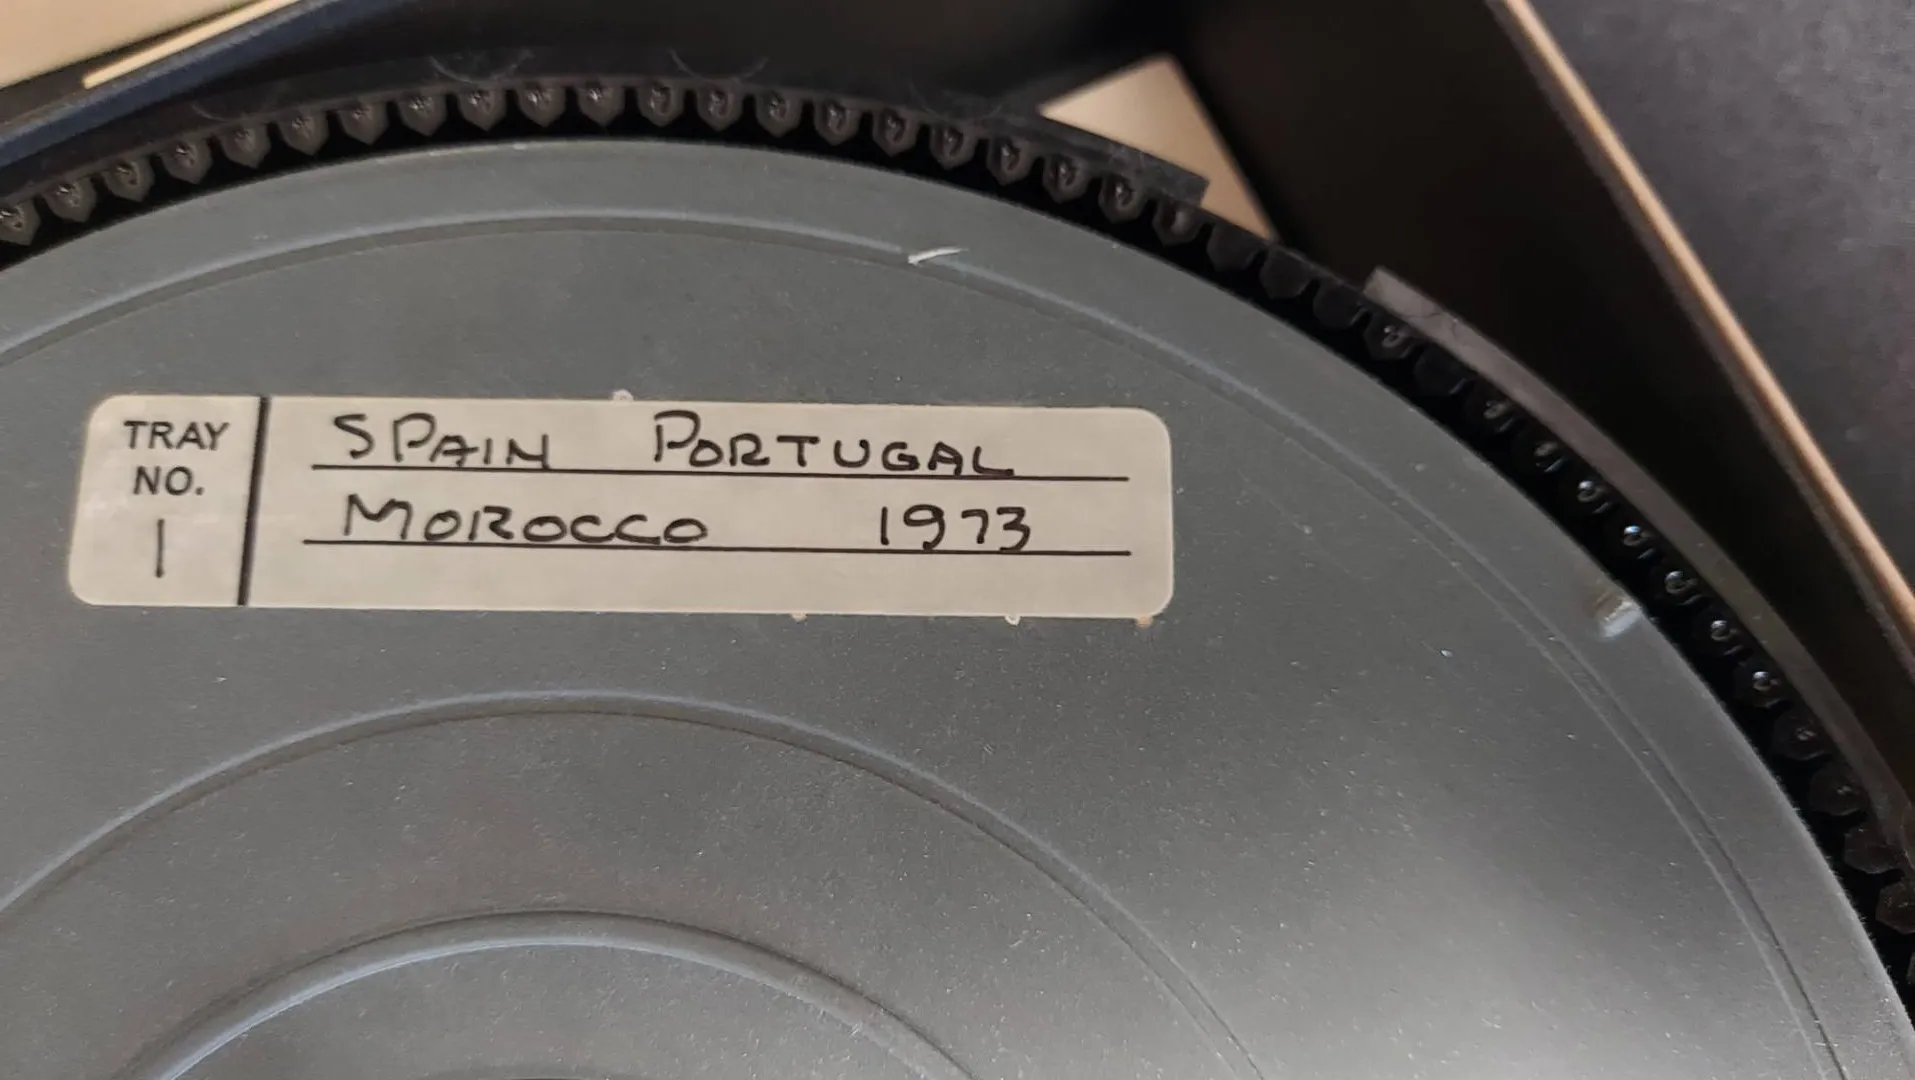 TRAY
NO.
1
SPAIN PORTUGAL
MOROCCO 1973